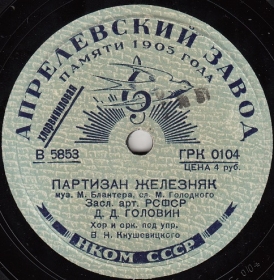 АПРЕЛЕВСКИЙ ЗАВОД
ПАМЯТИ 1905 ГОДА
В 5853
ГРК 0104
ЦЕНА 4 руб.
ПАРТИЗАН ЖЕЛЕЗНЯК
муз. М. Блантера, сл. М. Голодного
Засл. арт. РСФСР
Д. Д. ГОЛОВИН
Хор и орк. под упр.
В. Н. Кнушевицкого
НКОМ СССР